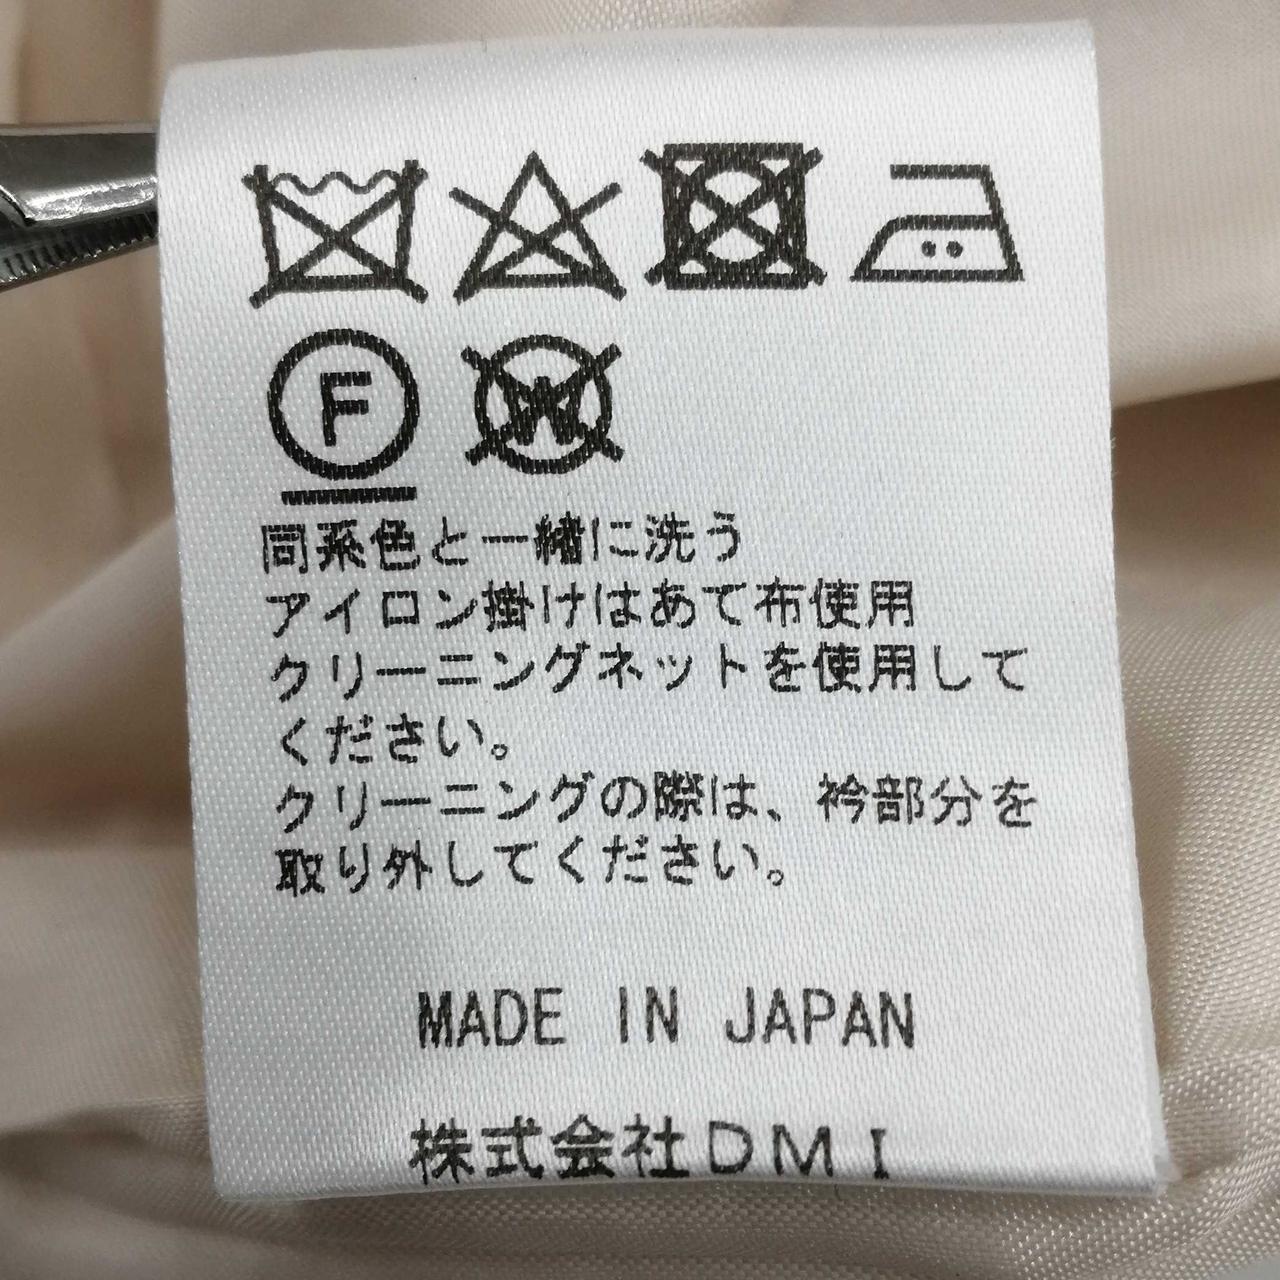 F
W
同系色と一緒に洗う
アイロン掛けはあて布使用
クリーニングネットを使用して
ください。
クリーニングの際は、衿部分を
取り外してください。
MADE IN JAPAN
株式会社DMI